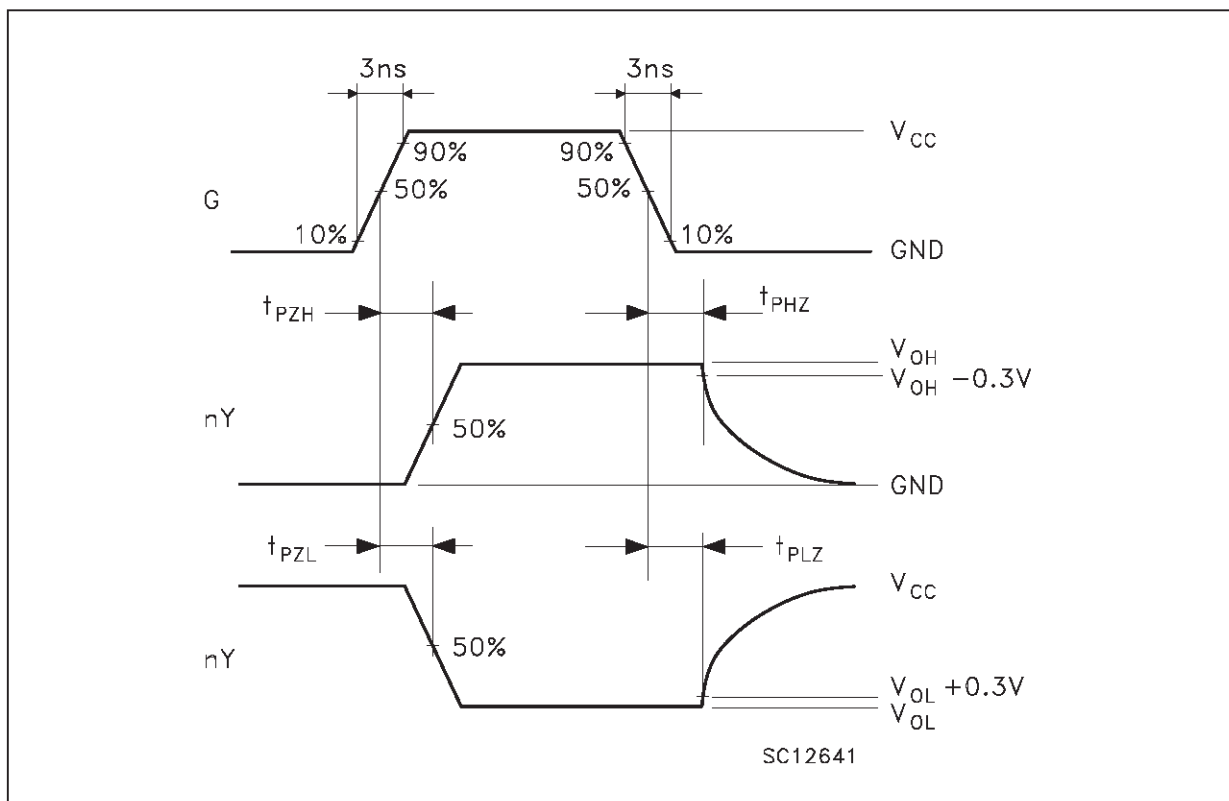 3ns 3ns
V_CC
90% 90%
50% 50%
G
10% 10%
GND
t_PZH t_PHZ
V_OH
V_OH -0.3V
nY
50%
GND
t_PZL t_PLZ
V_CC
50%
nY
V_OL +0.3V
V_OL
SC12641